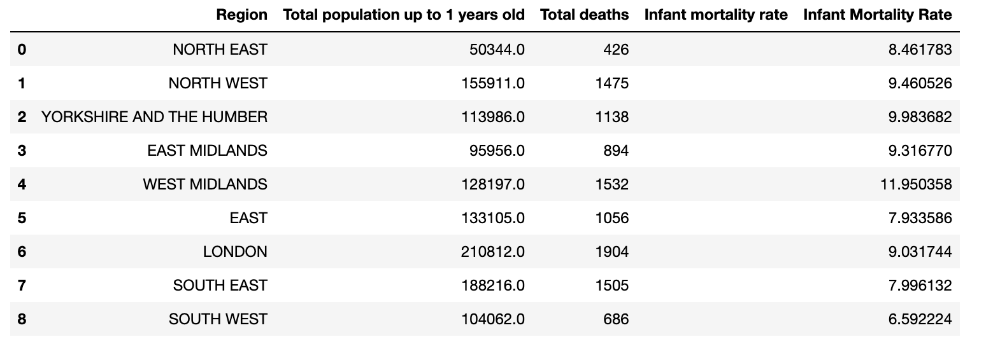 Region Total population up to 1 years old Total deaths Infant mortality rate Infant Mortality Rate
0 NORTH EAST 50344.0 426 8.461783
1 NORTH WEST 155911.0 1475 9.460526
2 YORKSHIRE AND THE HUMBER 113986.0 1138 9.983682
3 EAST MIDLANDS 95956.0 894 9.316770
4 WEST MIDLANDS 128197.0 1532 11.950358
5 EAST 133105.0 1056 7.933586
6 LONDON 210812.0 1904 9.031744
7 SOUTH EAST 188216.0 1505 7.996132
8 SOUTH WEST 104062.0 686 6.592224